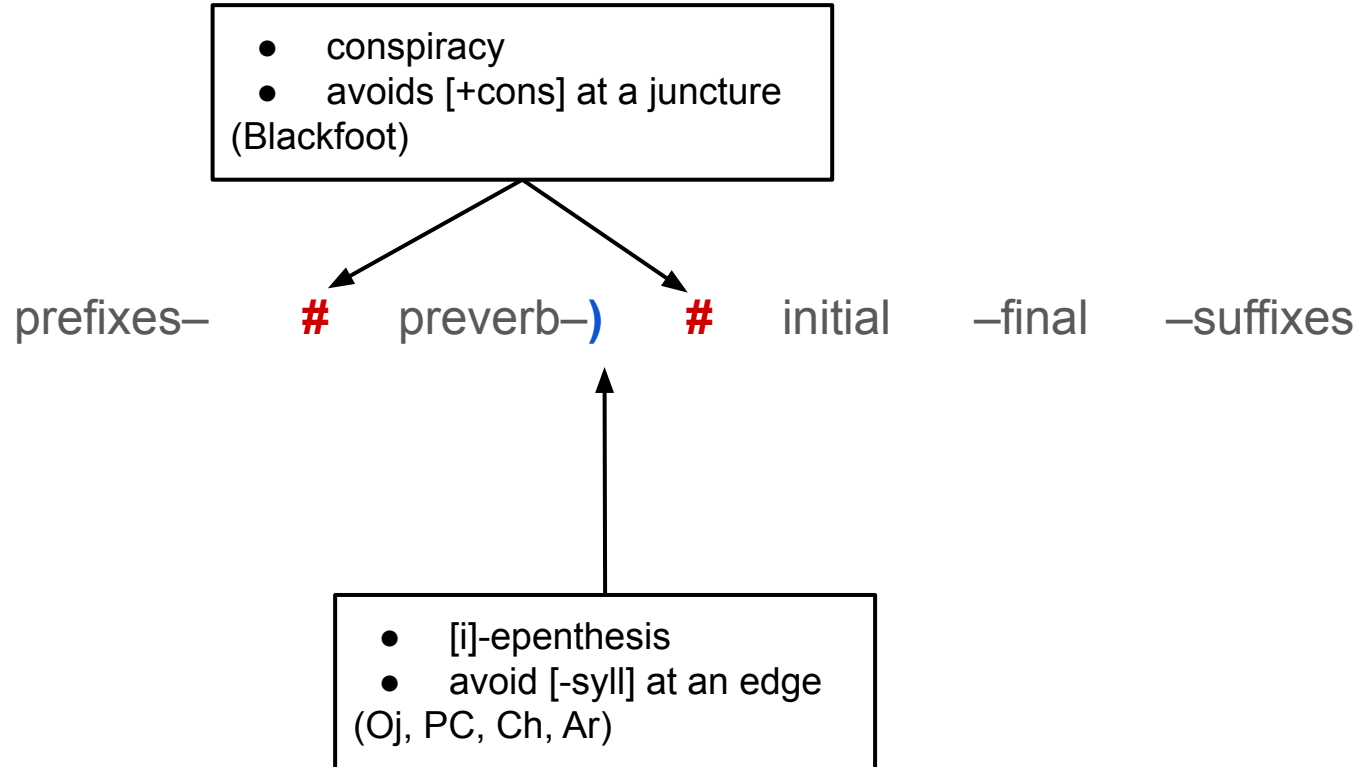 ● conspiracy
● avoids [+cons] at a juncture
(Blackfoot)
prefixes– # preverb–) # initial –final –suffixes
● [i]-epenthesis
● avoid [-syll] at an edge
(Oj, PC, Ch, Ar)